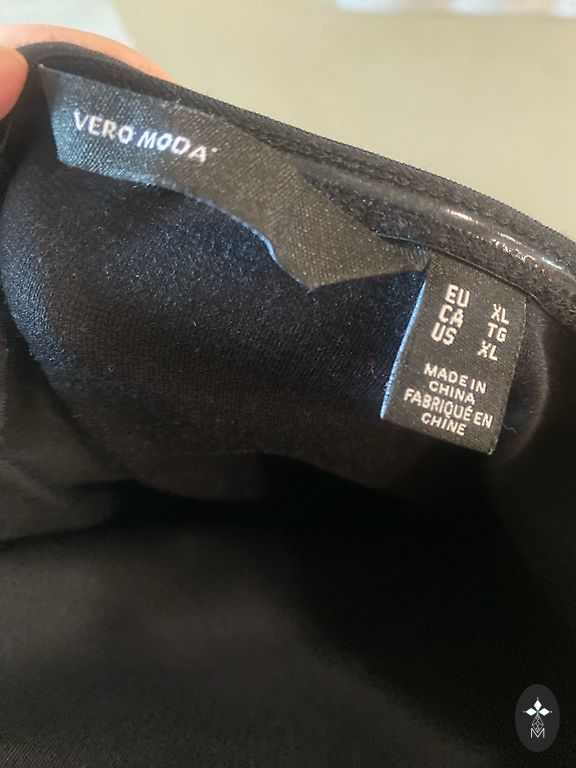 VERO MODA
EU XL
CA TG
US XL
MADE IN
CHINA
FABRIQUÉ EN
CHINE
M